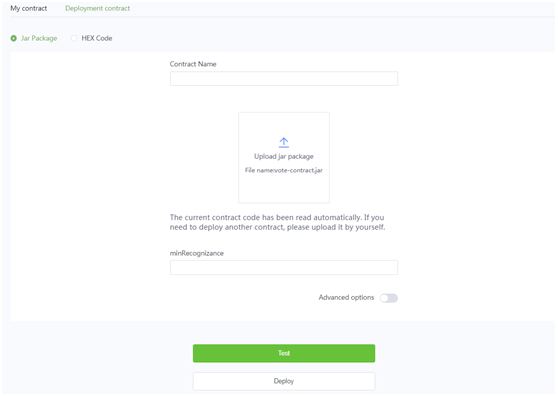 My contract Deployment contract
Jar Package HEX Code
Contract Name
Upload jar package
File name:vote-contract.jar
The current contract code has been read automatically. If you
need to deploy another contract, please upload it by yourself.
minRecognizance
Advanced options
Test
Deploy